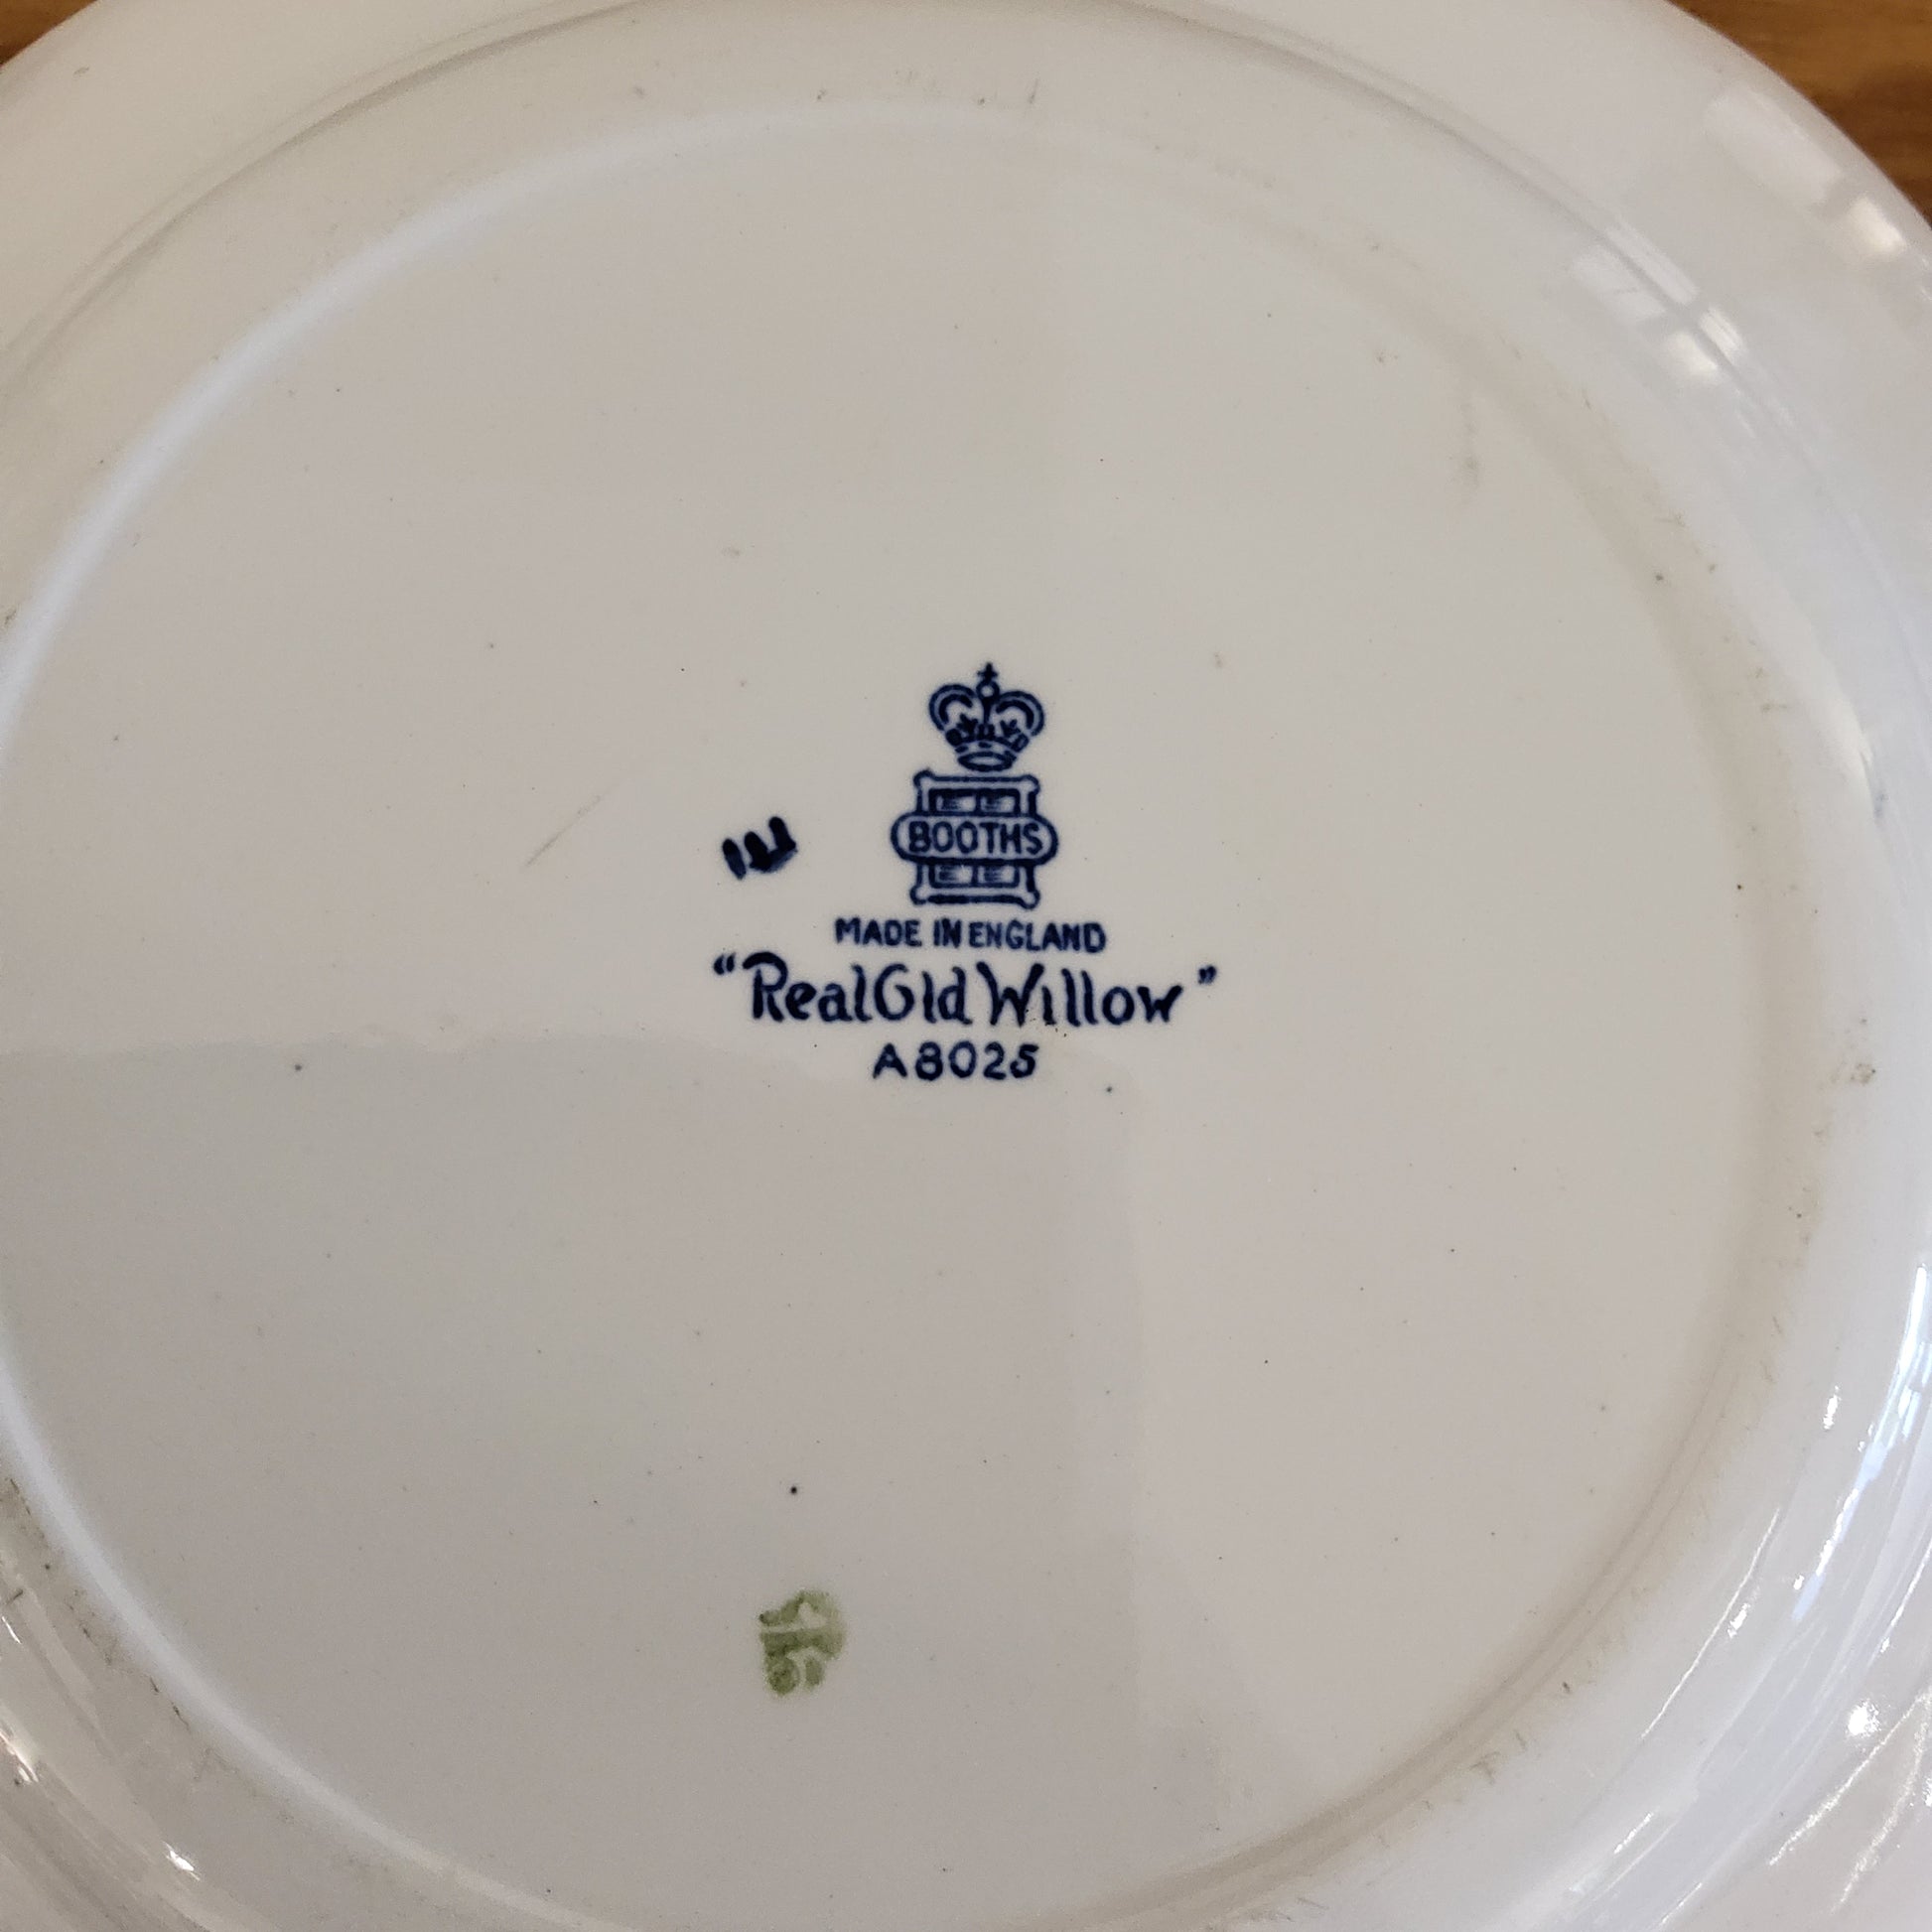 BOOTHS
MADE IN ENGLAND
"Real Old Willow"
A8025